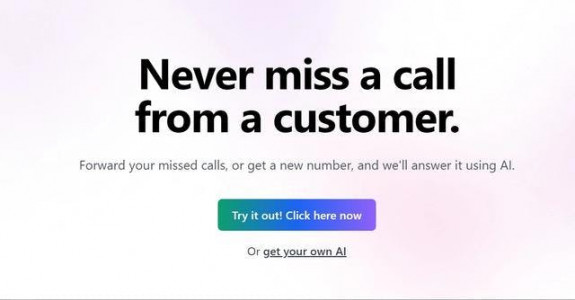 Never miss a call
from a customer.
Forward your missed calls, or get a new number, and we'll answer it using AI.
Try it out! Click here now
Or get your own AI